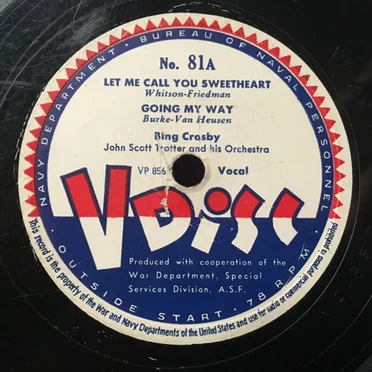 NAVY DEPARTMENT · BUREAU OF NAVAL PERSONNEL
No. 81A
LET ME CALL YOU SWEETHEART
Whitson-Friedman
GOING MY WAY
Burke-Van Heusen
Bing Crosby
John Scott Trotter and his Orchestra
VP 856
Vocal
V Disc
Produced with cooperation of the
War Department, Special
Services Division, A.S.F.
OUTSIDE START · 78 RPM
This record is the property of the War and Navy Departments of the United States and use for radio or commercial purposes is prohibited